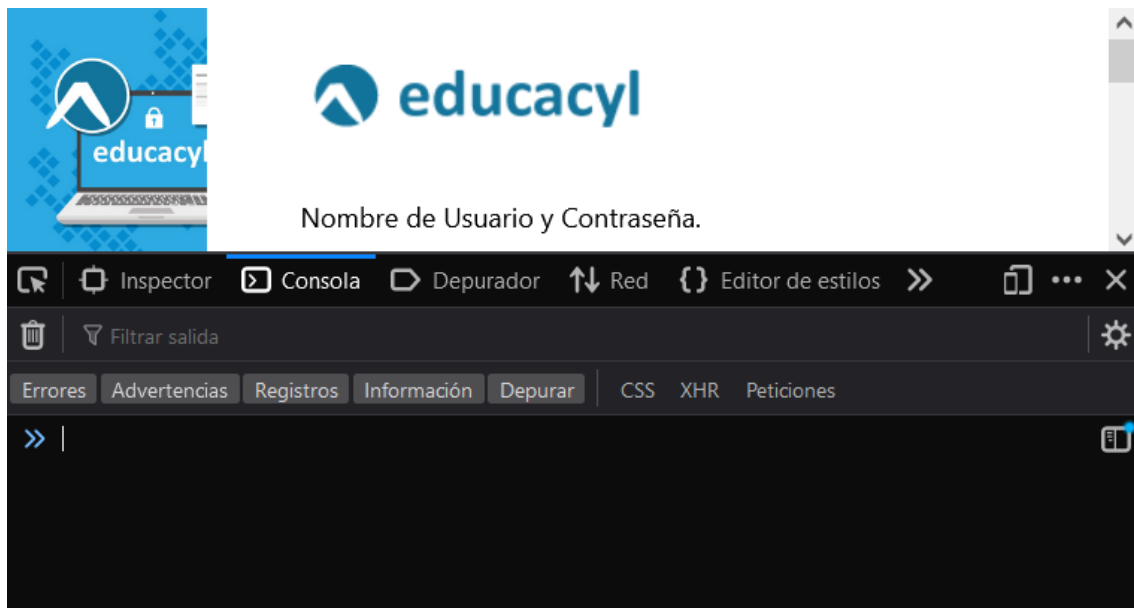 educacyl
educacyl
Nombre de Usuario y Contraseña.
Inspector Consola Depurador Red Editor de estilos
Filtrar salida
Errores Advertencias Registros Información Depurar CSS XHR Peticiones